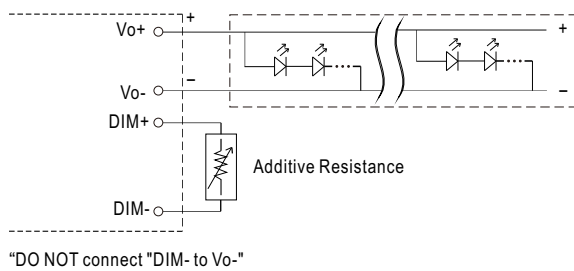 Vo+
+
+
Vo-
–
–
DIM+
Additive Resistance
DIM-
“DO NOT connect "DIM- to Vo-"